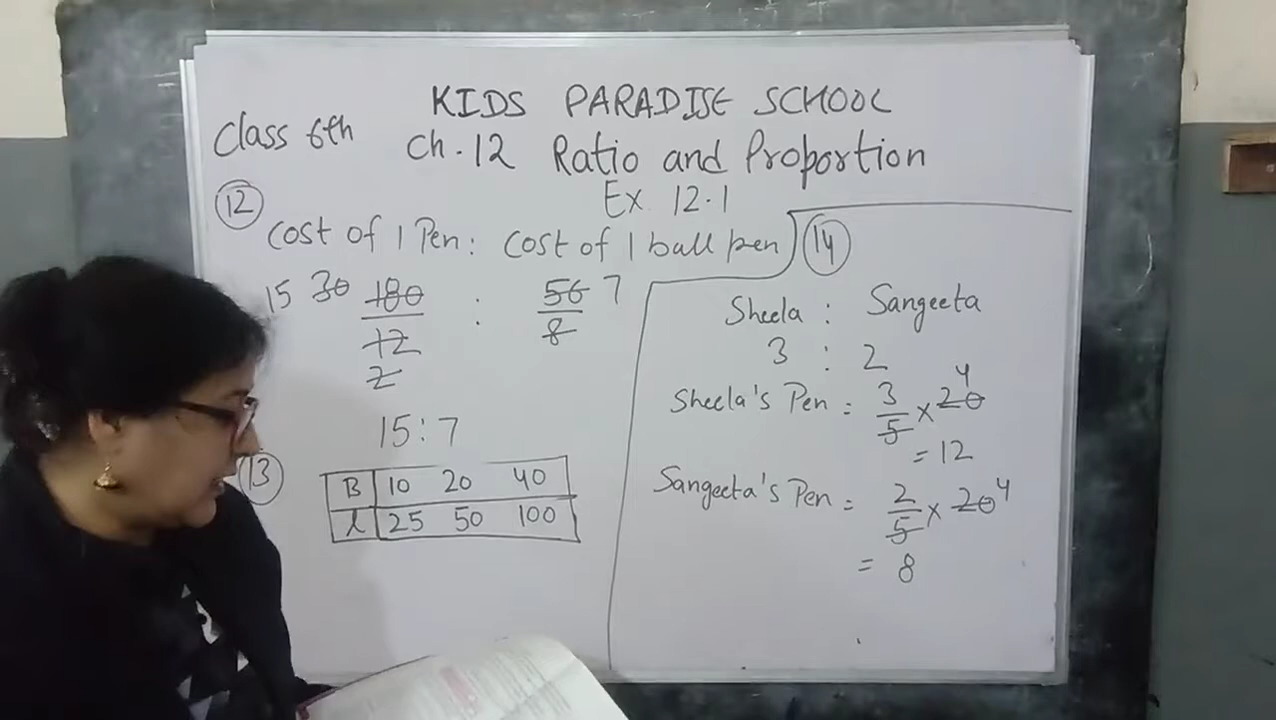 KIDS PARADISE SCHOOL
Class 6th Ch.12 Ratio and Proportion
Ex 12.1
12
Cost of 1 Pen : Cost of 1 ball pen
15 30 180 : 56 7
12 8
2
15 : 7
13
B 10 20 40
l 25 50 100
14
Sheela : Sangeeta
3 : 2
4
Sheela's Pen = 3/5 × 20
= 12
Sangeeta's Pen = 2/5 × 20 4
= 8